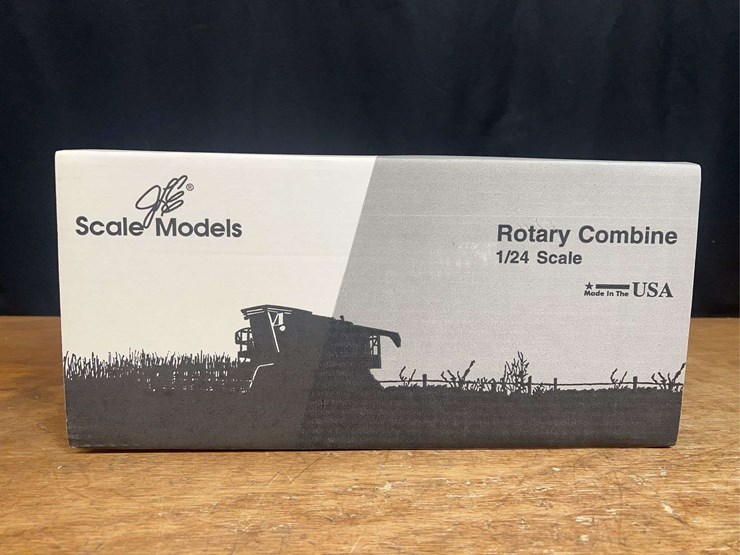 Scale Models
Rotary Combine
1/24 Scale
Made In The USA